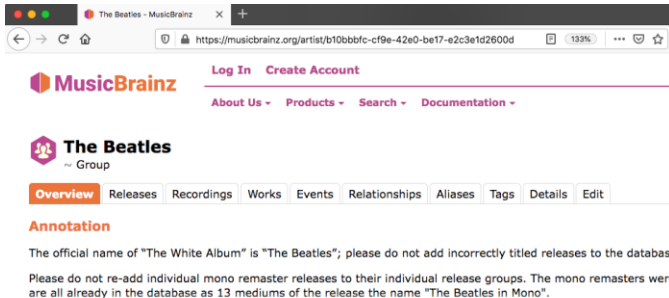 The Beatles - MusicBrainz
https://musicbrainz.org/artist/b10bbbfc-cf9e-42e0-be17-e2c3e1d2600d 133%
Log In Create Account
MusicBrainz
About Us Products Search Documentation
The Beatles
~ Group
Overview Releases Recordings Works Events Relationships Aliases Tags Details Edit
Annotation
The official name of “The White Album” is “The Beatles”; please do not add incorrectly titled releases to the databas
Please do not re-add individual mono remaster releases to their individual release groups. The mono remasters wer
are all already in the database as 13 mediums of the release the name "The Beatles in Mono".